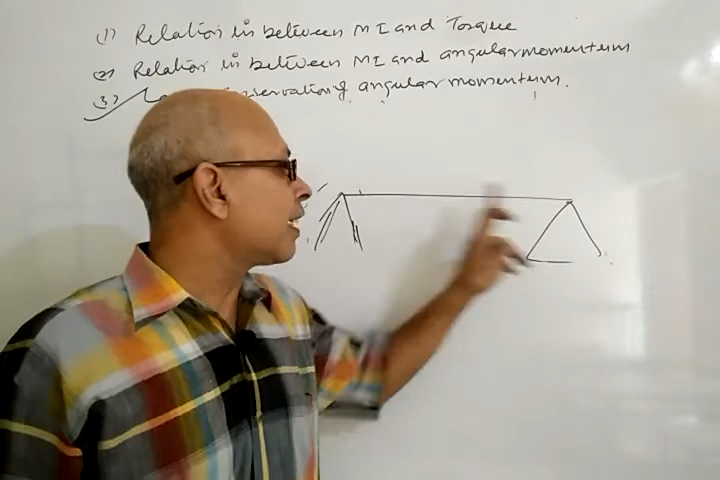 (1) Relation in between MI and Torque
(2) Relation in between MI and angular momentum
(3) servation of angular momentum.